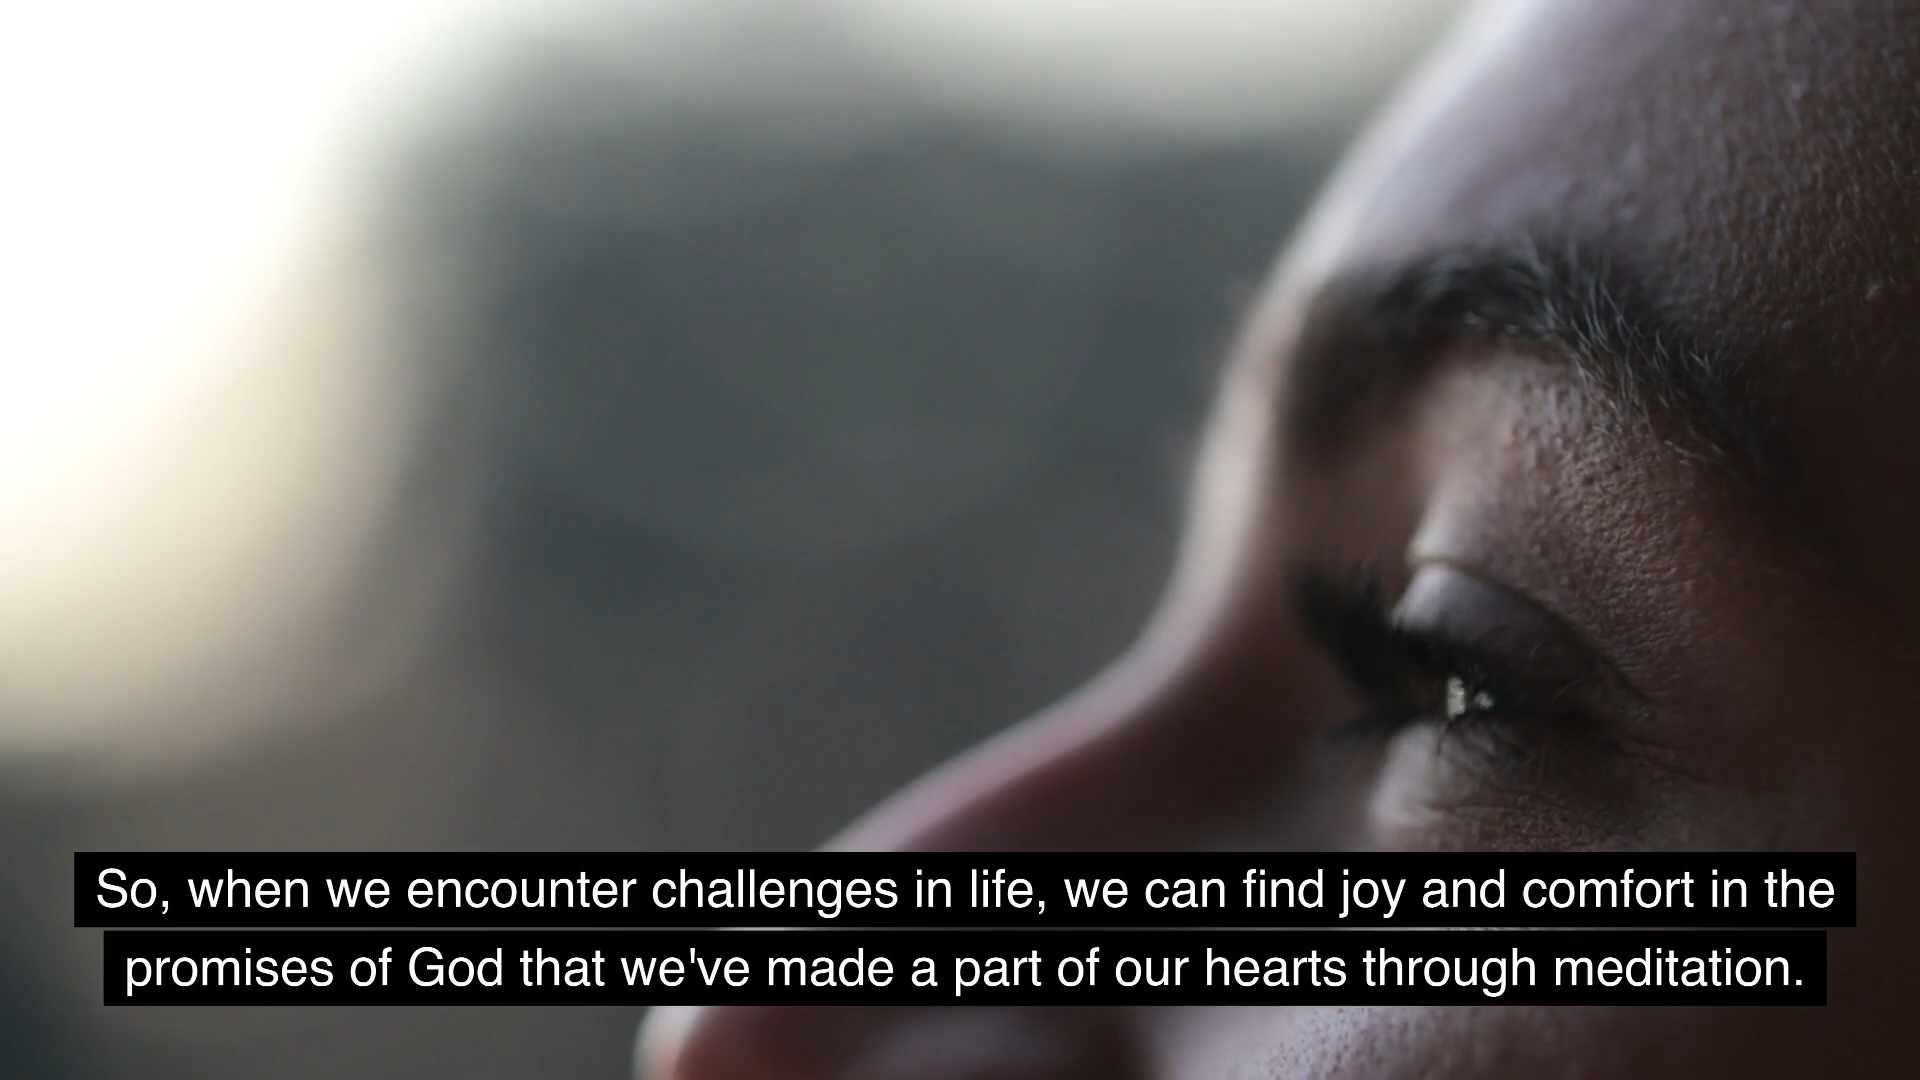 So, when we encounter challenges in life, we can find joy and comfort in the
promises of God that we've made a part of our hearts through meditation.